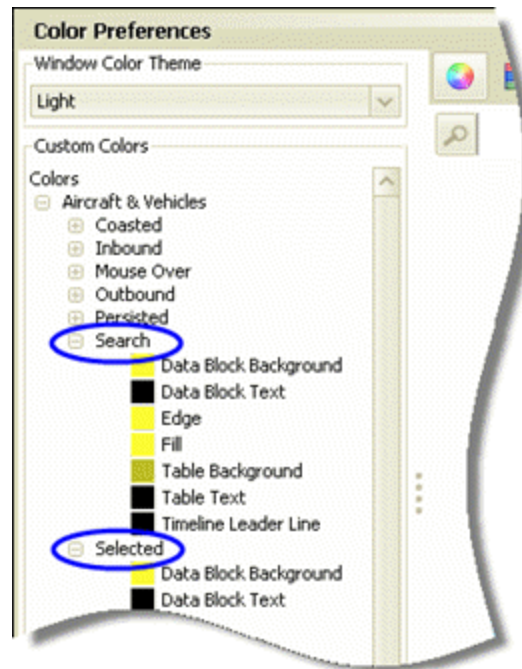 Color Preferences
Window Color Theme
Light
Custom Colors
Colors
Aircraft & Vehicles
Coasted
Inbound
Mouse Over
Outbound
Persisted
Search
Data Block Background
Data Block Text
Edge
Fill
Table Background
Table Text
Timeline Leader Line
Selected
Data Block Background
Data Block Text